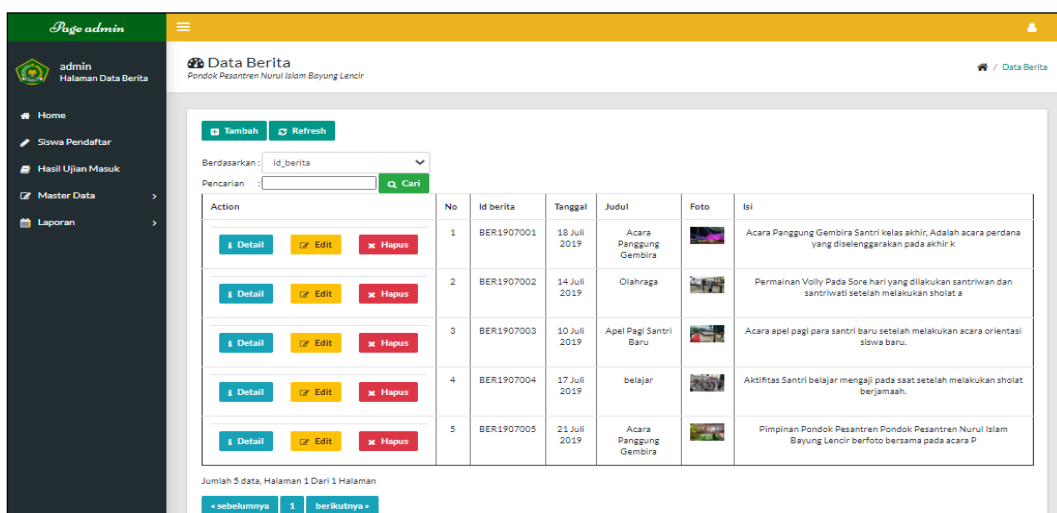 Page admin
admin
Halaman Data Berita
Home
Siswa Pendaftar
Hasil Ujian Masuk
Master Data
Laporan
Data Berita
Pondok Pesantren Nurul Islam Bayung Lencir
/ Data Berita
Tambah Refresh
Berdasarkan : id_berita
Pencarian : Cari
Action No Id berita Tanggal Judul Foto Isi
Detail Edit Hapus 1 BER1907001 18 Juli 2019 Acara Panggung Gembira Acara Panggung Gembira Santri kelas akhir, Adalah acara perdana yang diselenggarakan pada akhir k
Detail Edit Hapus 2 BER1907002 14 Juli 2019 Olahraga Permainan Volly Pada Sore hari yang dilakukan santriwan dan santriwati setelah melakukan sholat a
Detail Edit Hapus 3 BER1907003 10 Juli 2019 Apel Pagi Santri Baru Acara apel pagi para santri baru setelah melakukan acara orientasi siswa baru.
Detail Edit Hapus 4 BER1907004 17 Juli 2019 belajar Aktifitas Santri belajar mengaji pada saat setelah melakukan sholat berjamaah.
Detail Edit Hapus 5 BER1907005 21 Juli 2019 Acara Panggung Gembira Pimpinan Pondok Pesantren Pondok Pesantren Nurul Islam Bayung Lencir berfoto bersama pada acara P
Jumlah 5 data, Halaman 1 Dari 1 Halaman
« sebelumnya 1 berikutnya »